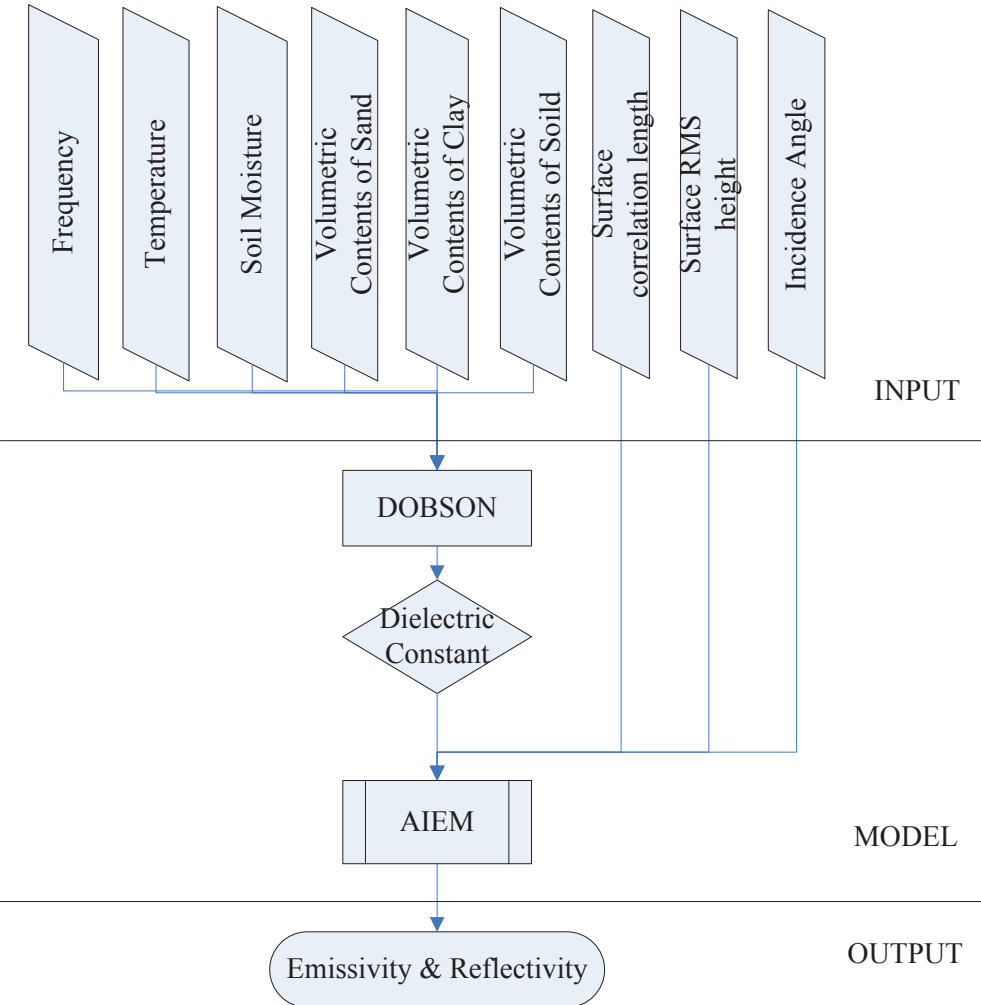 Frequency
Temperature
Soil Moisture
Volumetric
Contents of Sand
Volumetric
Contents of Clay
Volumetric
Contents of Soild
Surface
correlation length
Surface RMS
height
Incidence Angle
INPUT
DOBSON
Dielectric
Constant
AIEM
MODEL
Emissivity & Reflectivity
OUTPUT